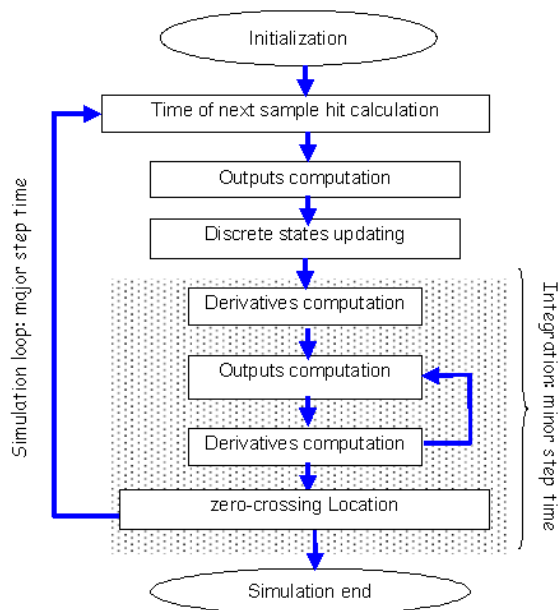 Initialization
Time of next sample hit calculation
Outputs computation
Discrete states updating
Derivatives computation
Outputs computation
Derivatives computation
zero-crossing Location
Simulation end
Simulation loop: major step time
Integration: minor step time